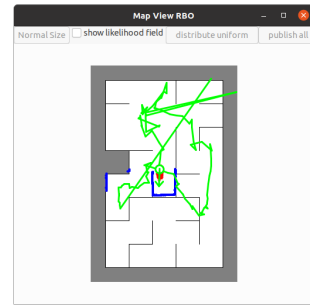 Map View RBO
Normal Size
show likelihood field
distribute uniform
publish all